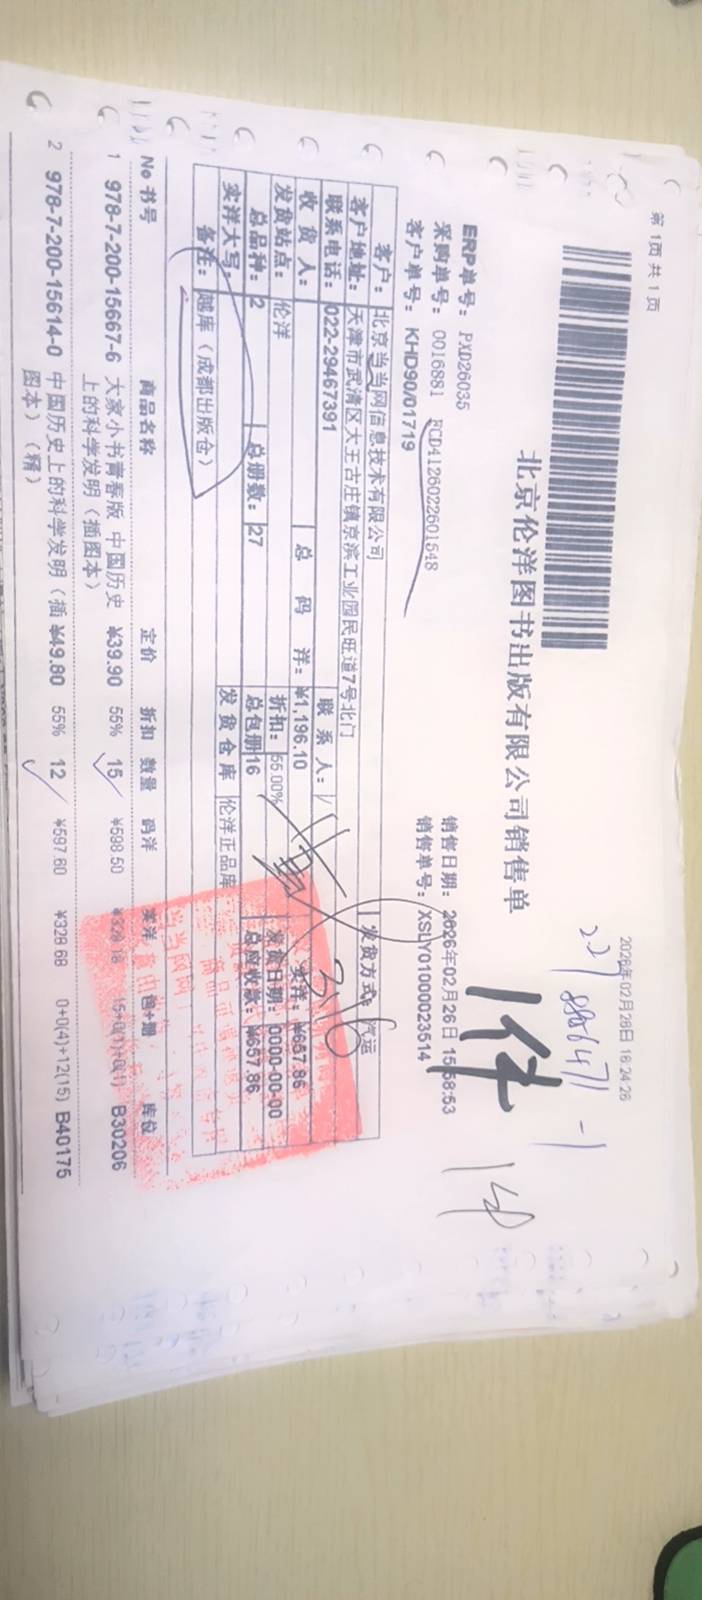 第 1页 共 1 页
2026年02月26日 16:24:26
北京伦洋图书出版有限公司销售单
227
8886471-1
1件
ERP单号： PXD26035
采购单号： 0016881 ECD4126022601548
销售日期： 2026年02月26日 15:58:53
客户单号： KHD90/01719
销售单号： XSLY01000023514
客户： 北京当当网信息技术有限公司
发货方式： 汽运
客户地址： 天津市武清区大王古庄镇京滨工业园民旺道7号北门
联系电话： 022-29467391
联 系 人：
收 货 人：
总 码 洋： ¥1,196.10
实洋： ¥657.86
发货站点： 伦洋
折扣： 55.00%
发货日期： 0000-00-00
总品种： 2
总册数： 27
总包册 16
总应收款： ¥657.86
实洋大写：
发 货 仓 库 伦洋正品库
备注： 越库（成都出版仓）
No 书号 商品名称 定价 折扣 数量 码洋 实洋 包+册 库位
1 978-7-200-15667-6 大家小书青春版 中国历史 ¥39.90 55% 15 ¥598.50 ¥329.18 15+0(1)+0(1) B30206
上的科学发明（插图本）
2 978-7-200-15614-0 中国历史上的科学发明（插 ¥49.80 55% 12 ¥597.60 ¥328.68 0+0(4)+12(15) B40175
图本）（精）